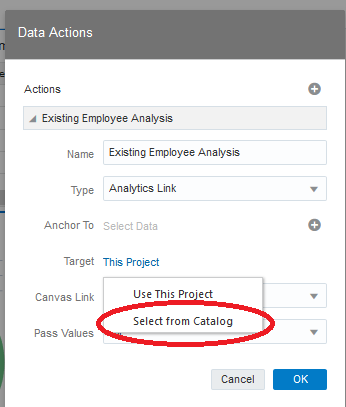 Data Actions
Actions
Existing Employee Analysis
Name Existing Employee Analysis
Type Analytics Link
Anchor To Select Data
Target This Project
Use This Project
Canvas Link
Select from Catalog
Pass Values
Cancel OK